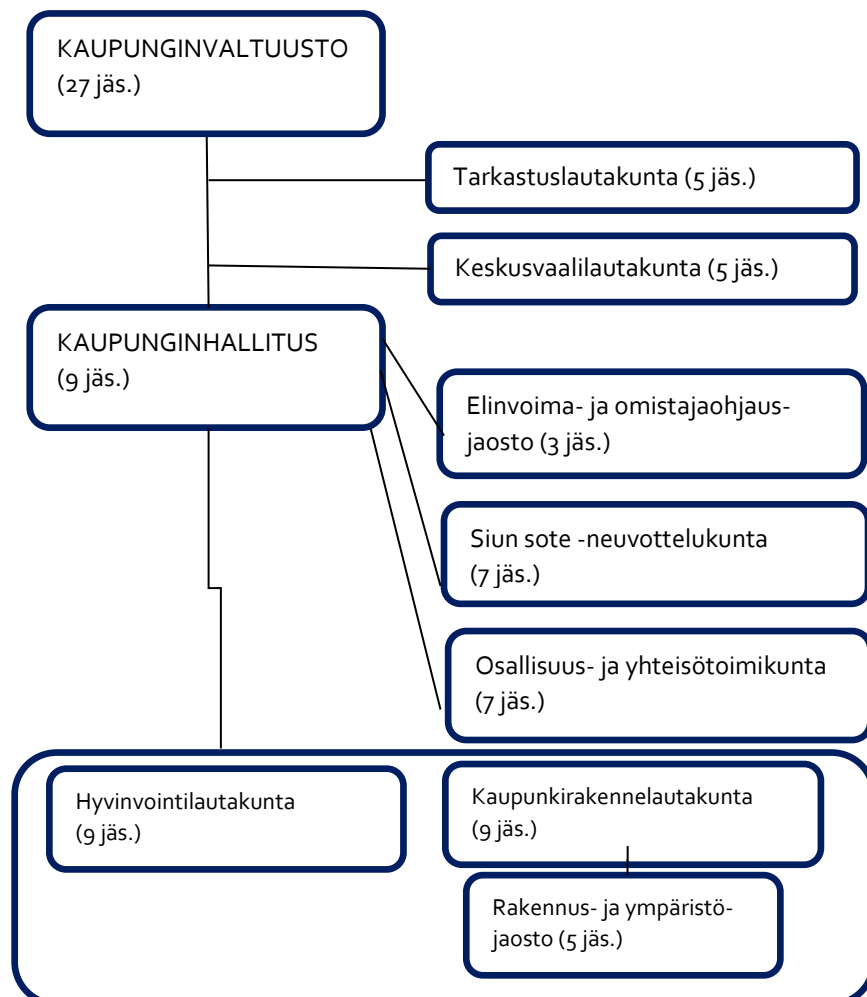 KAUPUNGINVALTUUSTO
(27 jäs.)
Tarkastuslautakunta (5 jäs.)
Keskusvaalilautakunta (5 jäs.)
KAUPUNGINHALLITUS
(9 jäs.)
Elinvoima- ja omistajaohjaus-
jaosto (3 jäs.)
Siun sote -neuvottelukunta
(7 jäs.)
Osallisuus- ja yhteisötoimikunta
(7 jäs.)
Hyvinvointilautakunta
(9 jäs.)
Kaupunkirakennelautakunta
(9 jäs.)
Rakennus- ja ympäristö-
jaosto (5 jäs.)